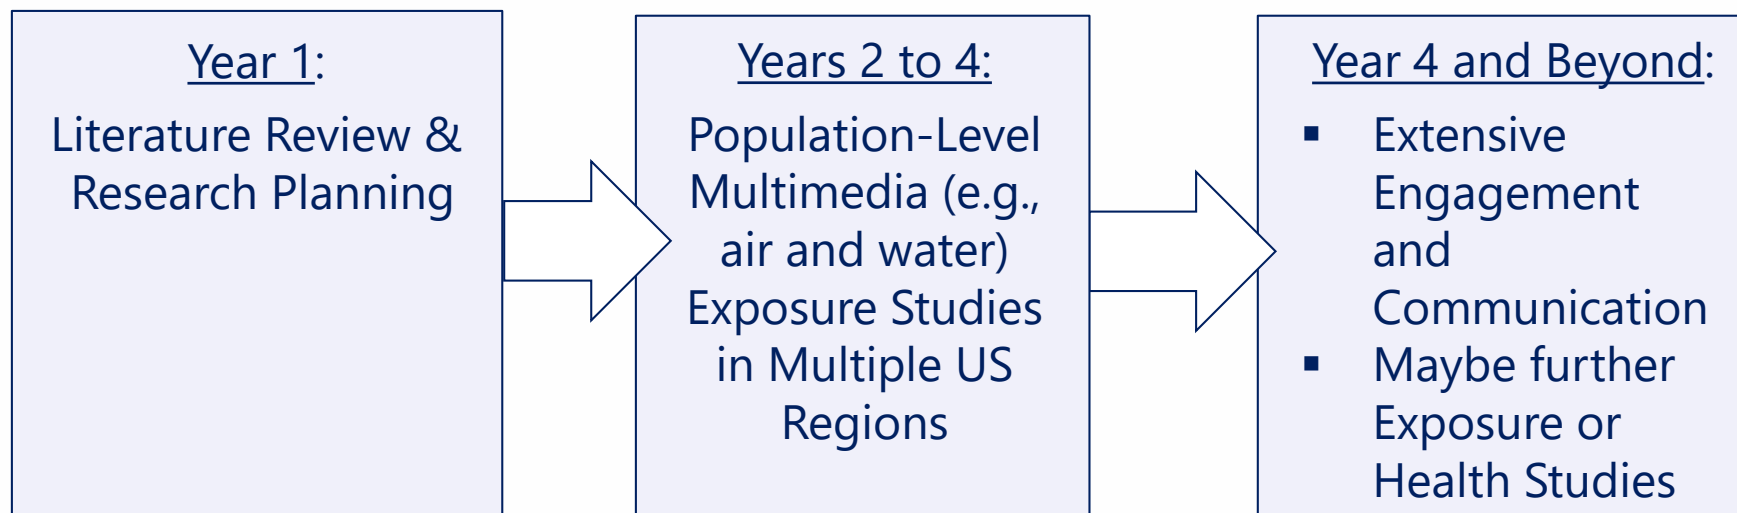 Year 1:
Literature Review &
Research Planning
Years 2 to 4:
Population-Level
Multimedia (e.g.,
air and water)
Exposure Studies
in Multiple US
Regions
Year 4 and Beyond:
▪ Extensive
Engagement
and
Communication
▪ Maybe further
Exposure or
Health Studies